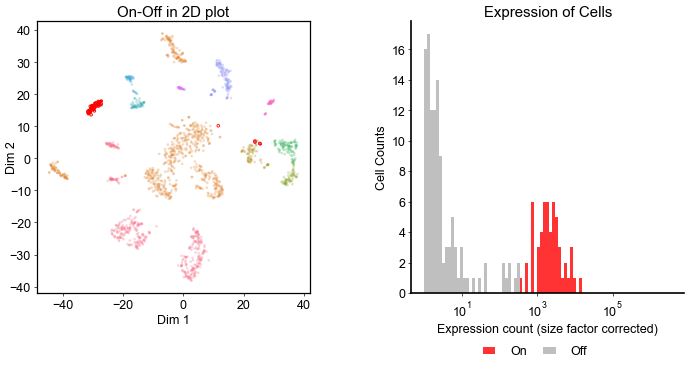 On-Off in 2D plot
Expression of Cells
40
30
20
10
0
−10
−20
−30
−40
Dim 2
−40 −20 0 20 40
Dim 1
16
14
12
10
8
6
4
2
0
Cell Counts
10^1 10^3 10^5
Expression count (size factor corrected)
On Off